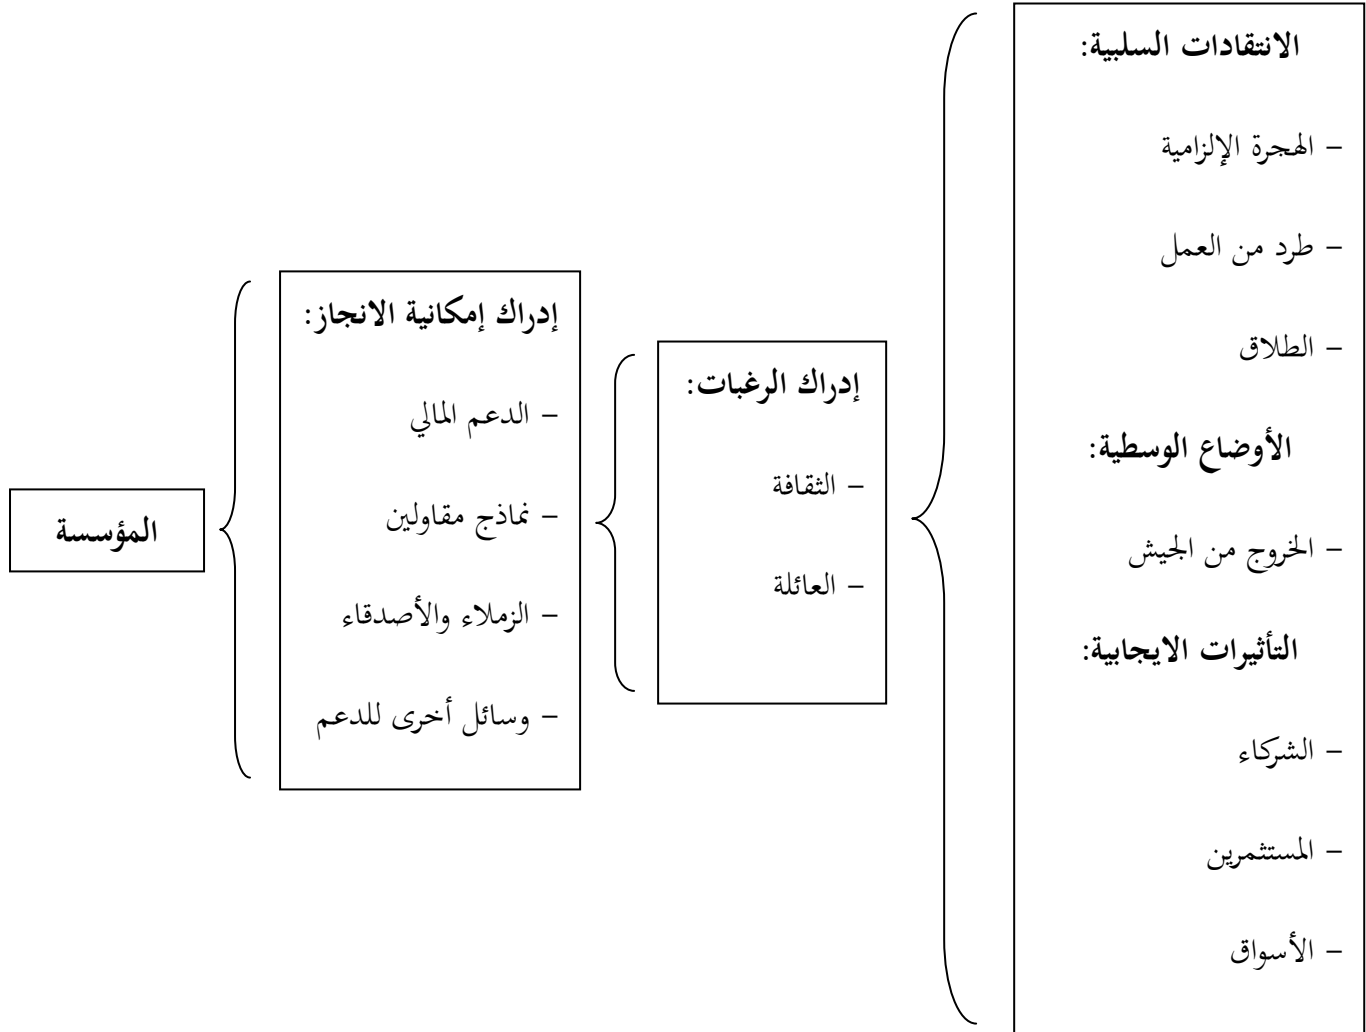 الانتقادات السلبية:
– الهجرة الإلزامية
– طرد من العمل
– الطلاق
الأوضاع الوسطية:
– الخروج من الجيش
التأثيرات الايجابية:
– الشركاء
– المستثمرين
– الأسواق
إدراك الرغبات:
– الثقافة
– العائلة
إدراك إمكانية الانجاز:
– الدعم المالي
– نماذج مقاولين
– الزملاء والأصدقاء
– وسائل أخرى للدعم
المؤسسة